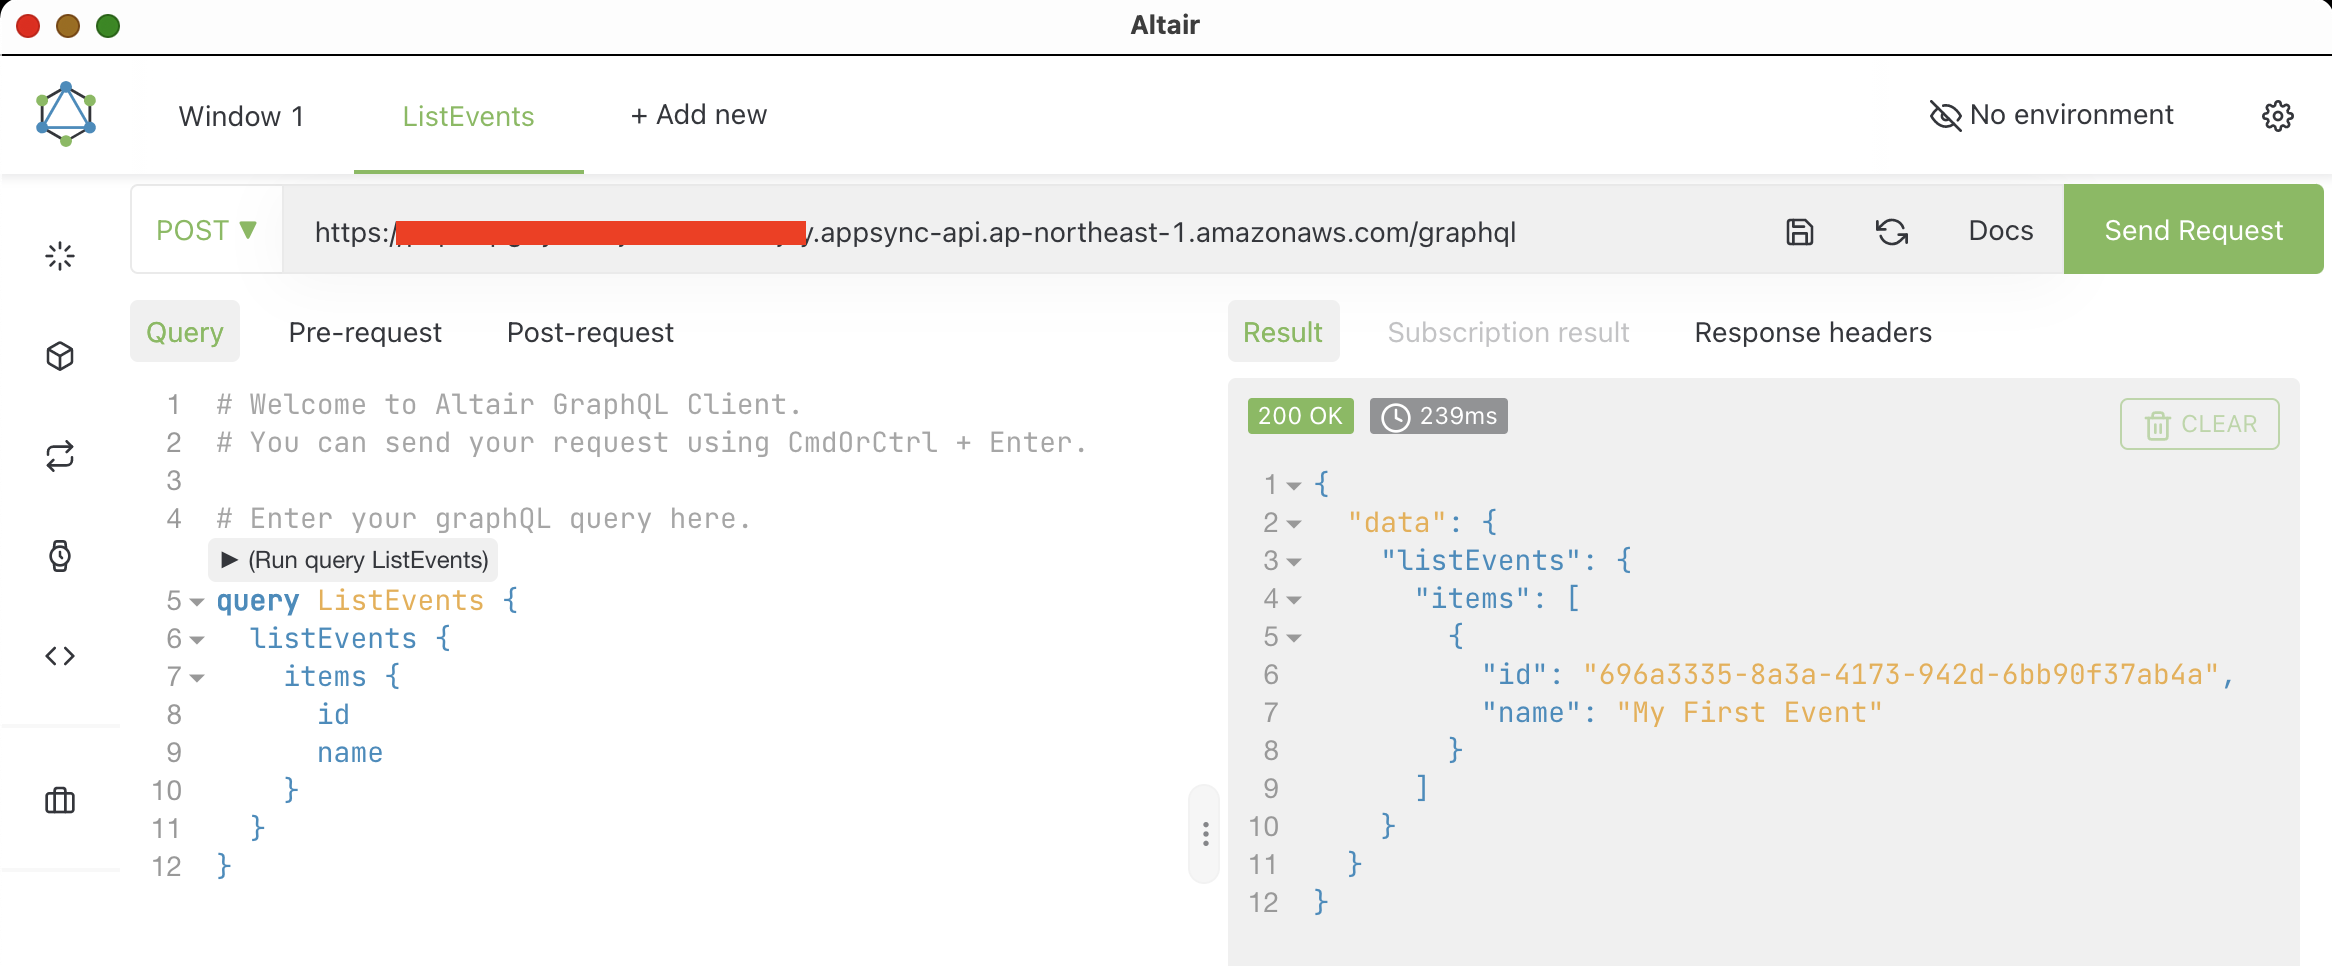 Altair
Window 1
ListEvents
+ Add new
No environment
POST ▼
https:/
.appsync-api.ap-northeast-1.amazonaws.com/graphql
Docs
Send Request
Query
Pre-request
Post-request
1 # Welcome to Altair GraphQL Client.
2 # You can send your request using CmdOrCtrl + Enter.
3
4 # Enter your graphQL query here.
▶ (Run query ListEvents)
5 query ListEvents {
6 listEvents {
7 items {
8 id
9 name
10 }
11 }
12 }
Result
Subscription result
Response headers
200 OK
239ms
CLEAR
1 {
2 "data": {
3 "listEvents": {
4 "items": [
5 {
6 "id": "696a3335-8a3a-4173-942d-6bb90f37ab4a",
7 "name": "My First Event"
8 }
9 ]
10 }
11 }
12 }